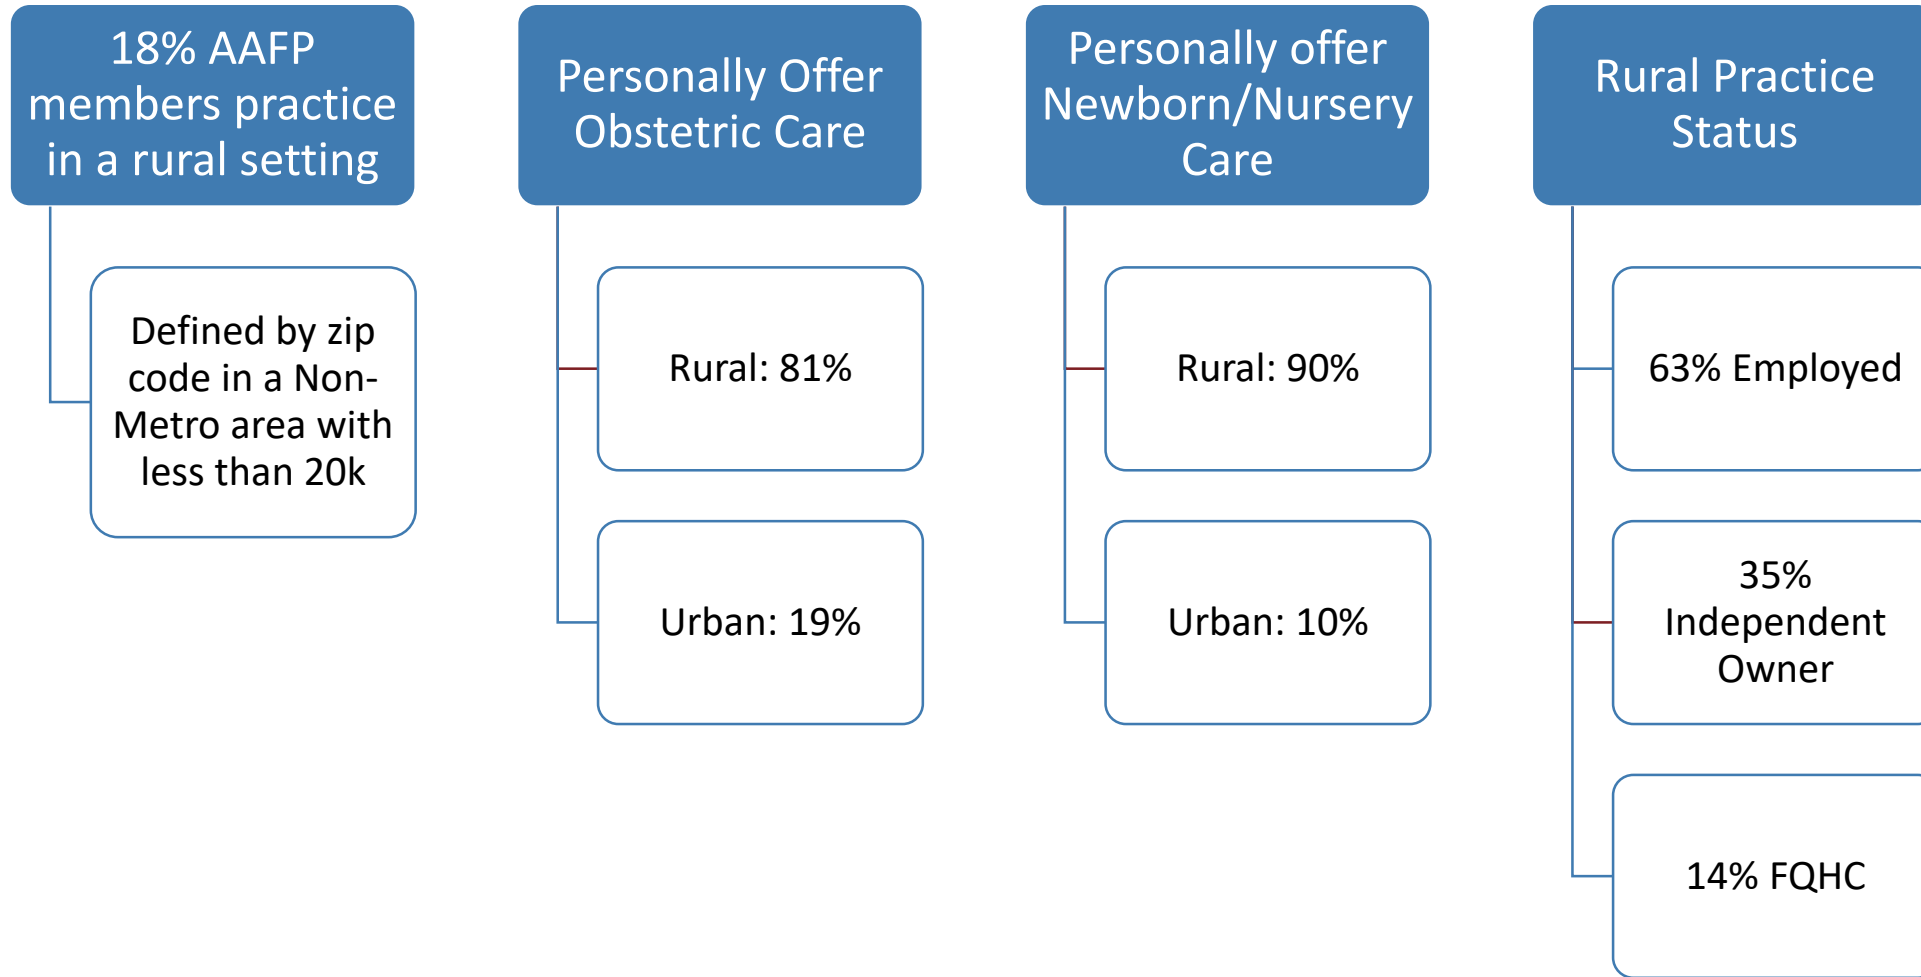 18% AAFP
members practice
in a rural setting
Defined by zip
code in a Non-
Metro area with
less than 20k
Personally Offer
Obstetric Care
Rural: 81%
Urban: 19%
Personally offer
Newborn/Nursery
Care
Rural: 90%
Urban: 10%
Rural Practice
Status
63% Employed
35%
Independent
Owner
14% FQHC